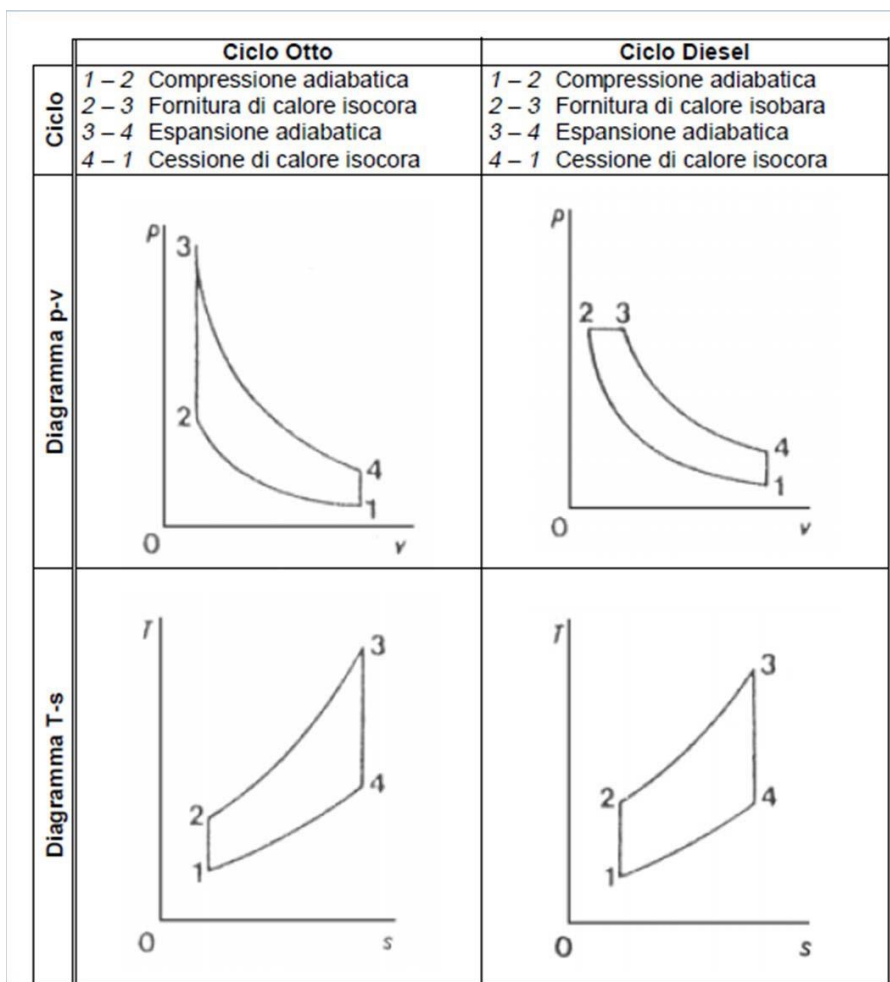 Ciclo Otto
Ciclo Diesel
Ciclo
1 – 2 Compressione adiabatica
2 – 3 Fornitura di calore isocora
3 – 4 Espansione adiabatica
4 – 1 Cessione di calore isocora
1 – 2 Compressione adiabatica
2 – 3 Fornitura di calore isobara
3 – 4 Espansione adiabatica
4 – 1 Cessione di calore isocora
Diagramma p-v
p
3
2
4
1
0
v
p
2 3
4
1
0
v
Diagramma T-s
T
3
2
4
1
0
s
T
3
2
4
1
0
s